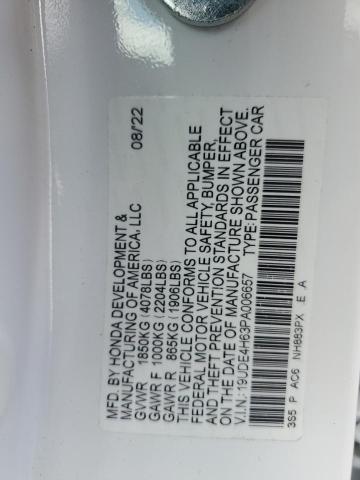 MFD. BY HONDA DEVELOPMENT &
MANUFACTURING OF AMERICA, LLC 08/'22
GVWR 1850KG (4078LBS)
GAWR F 1000KG (2204LBS)
GAWR R 865KG (1906LBS)
THIS VEHICLE CONFORMS TO ALL APPLICABLE
FEDERAL MOTOR VEHICLE SAFETY, BUMPER,
AND THEFT PREVENTION STANDARDS IN EFFECT
ON THE DATE OF MANUFACTURE SHOWN ABOVE.
V.I.N.: 19UDE4H63PA006657 TYPE: PASSENGER CAR
3S5 P AC6 NH883PX E A